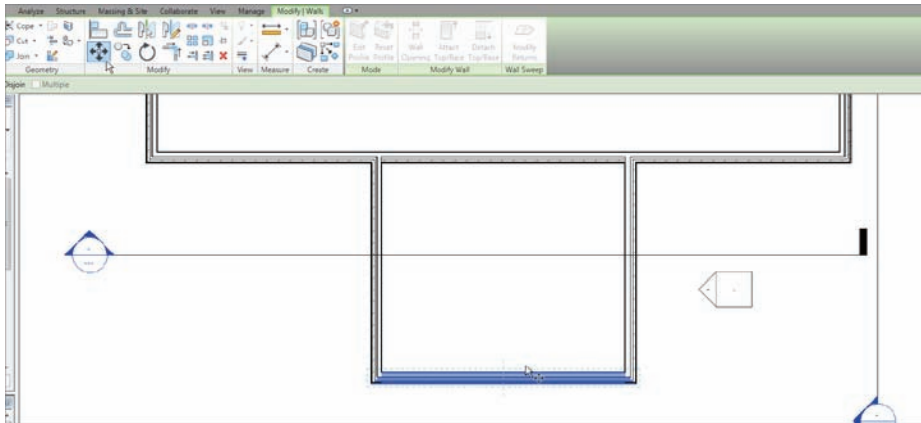 Analyze Structure Massing & Site Collaborate View Manage Modify | Walls
Cope
Cut
Join
Edit Profile Reset Profile Wall Opening Attach Top/Base Detach Top/Base Modify Returns
Geometry Modify View Measure Create Mode Modify Wall Wall Sweep
Disjoin Multiple